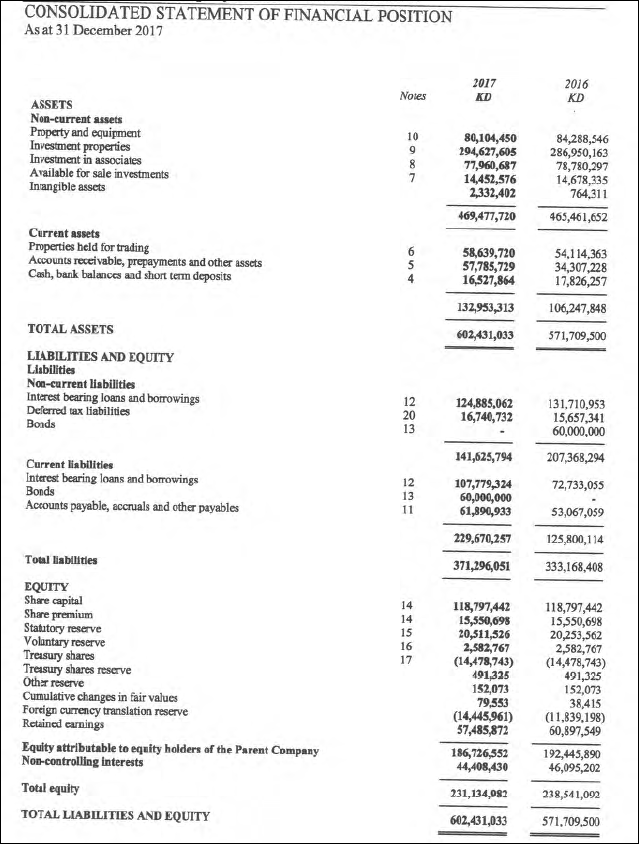 CONSOLIDATED STATEMENT OF FINANCIAL POSITION
As at 31 December 2017
2017 2016
Notes KD KD
ASSETS
Non-current assets
Property and equipment 10 80,104,450 84,288,546
Investment properties 9 294,627,605 286,950,163
Investment in associates 8 77,960,687 78,780,297
Available for sale investments 7 14,452,576 14,678,335
Intangible assets 2,332,402 764,311
469,477,720 465,461,652
Current assets
Properties held for trading 6 58,639,720 54,114,363
Accounts receivable, prepayments and other assets 5 57,785,729 34,307,228
Cash, bank balances and short term deposits 4 16,527,864 17,826,257
132,953,313 106,247,848
TOTAL ASSETS 602,431,033 571,709,500
LIABILITIES AND EQUITY
Liabilities
Non-current liabilities
Interest bearing loans and borrowings 12 124,885,062 131,710,953
Deferred tax liabilities 20 16,740,732 15,657,341
Bonds 13 - 60,000,000
141,625,794 207,368,294
Current liabilities
Interest bearing loans and borrowings 12 107,779,324 72,733,055
Bonds 13 60,000,000 -
Accounts payable, accruals and other payables 11 61,890,933 53,067,059
229,670,257 125,800,114
Total liabilities 371,296,051 333,168,408
EQUITY
Share capital 14 118,797,442 118,797,442
Share premium 14 15,550,698 15,550,698
Statutory reserve 15 20,511,526 20,253,562
Voluntary reserve 16 2,582,767 2,582,767
Treasury shares 17 (14,478,743) (14,478,743)
Treasury shares reserve 491,325 491,325
Other reserve 152,073 152,073
Cumulative changes in fair values 79,553 38,415
Foreign currency translation reserve (14,445,961) (11,839,198)
Retained earnings 57,485,872 60,897,549
Equity attributable to equity holders of the Parent Company 186,726,552 192,445,890
Non-controlling interests 44,408,430 46,095,202
Total equity 231,134,982 238,541,092
TOTAL LIABILITIES AND EQUITY 602,431,033 571,709,500